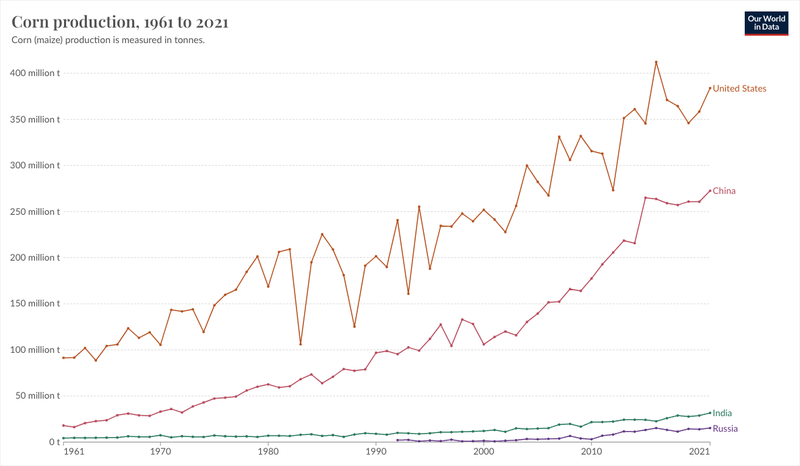 Corn production, 1961 to 2021
Corn (maize) production is measured in tonnes.
Our World
in Data
400 million t
350 million t
300 million t
250 million t
200 million t
150 million t
100 million t
50 million t
0 t
United States
China
India
Russia
1961
1970
1980
1990
2000
2010
2021